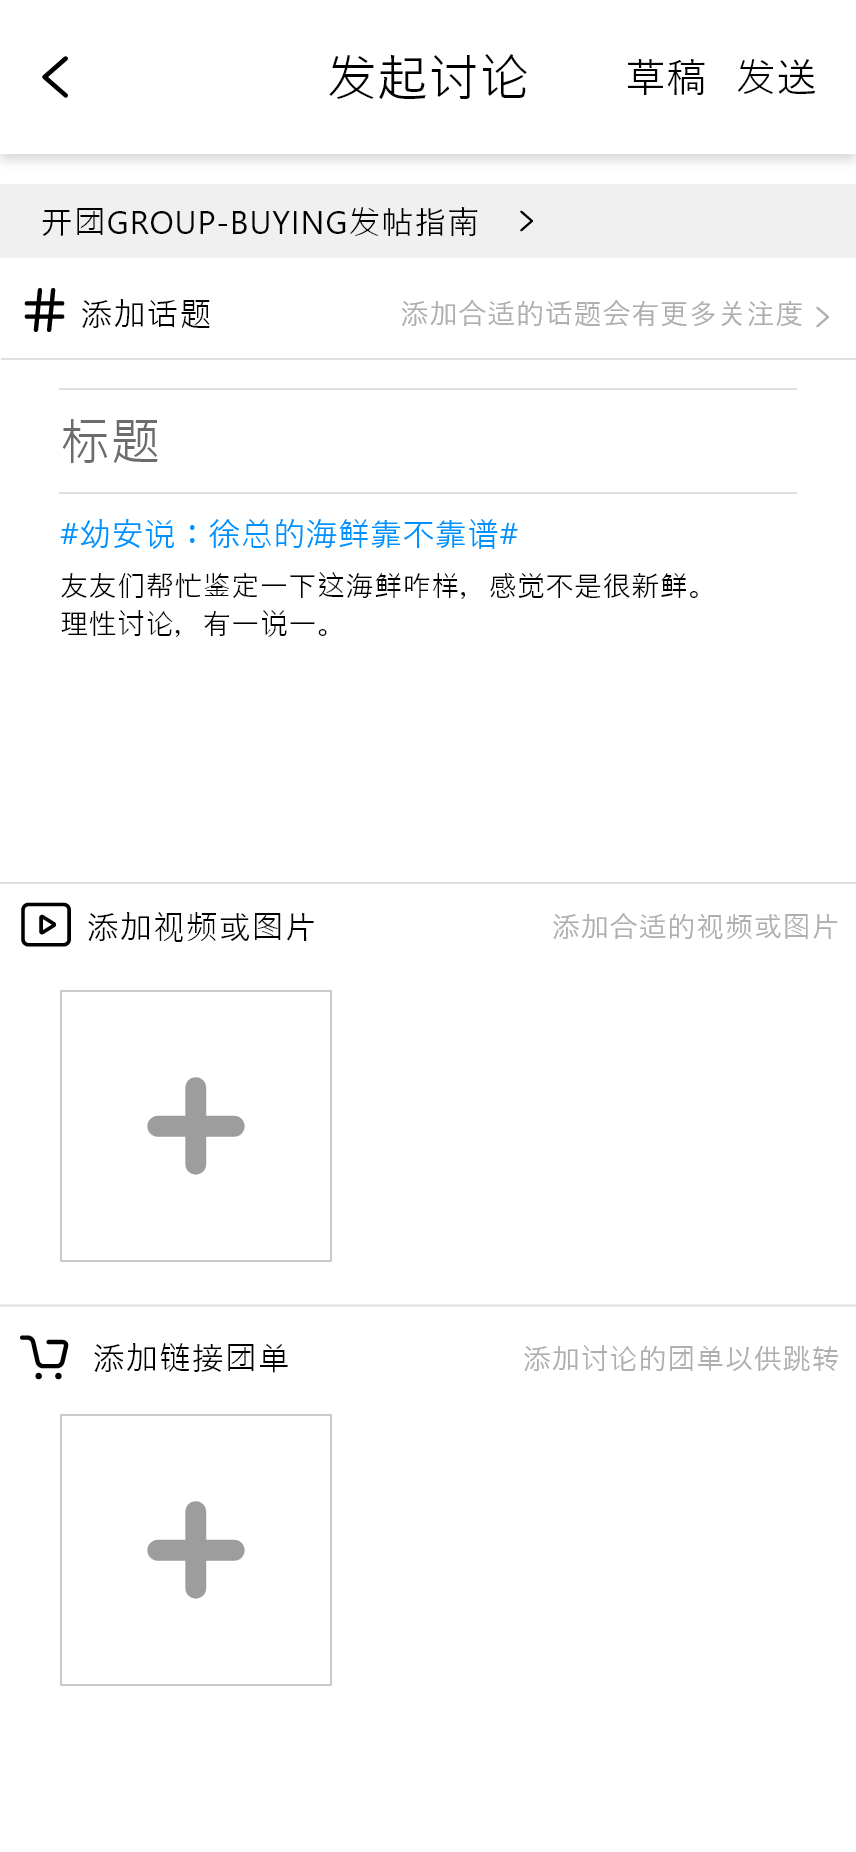 发起讨论 草稿 发送
开团GROUP-BUYING发帖指南
添加话题 添加合适的话题会有更多关注度
标题
#幼安说：徐总的海鲜靠不靠谱#
友友们帮忙鉴定一下这海鲜咋样，感觉不是很新鲜。
理性讨论，有一说一。
添加视频或图片 添加合适的视频或图片
添加链接团单 添加讨论的团单以供跳转